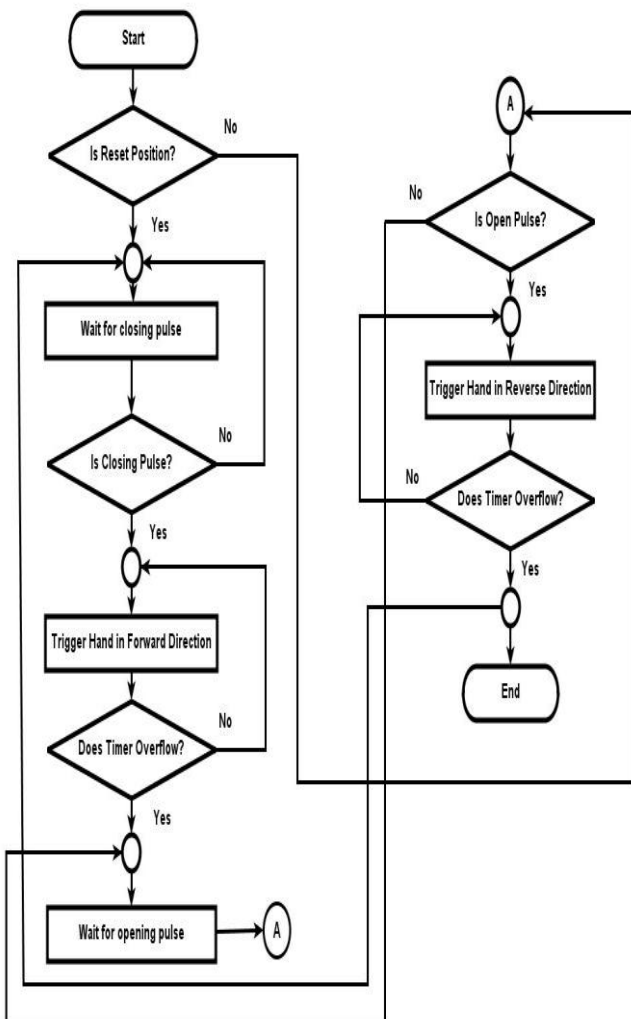 Start
Is Reset Position?
No
Yes
Wait for closing pulse
Is Closing Pulse?
No
Yes
Trigger Hand in Forward Direction
Does Timer Overflow?
No
Yes
Wait for opening pulse
A
A
Is Open Pulse?
No
Yes
Trigger Hand in Reverse Direction
Does Timer Overflow?
No
Yes
End